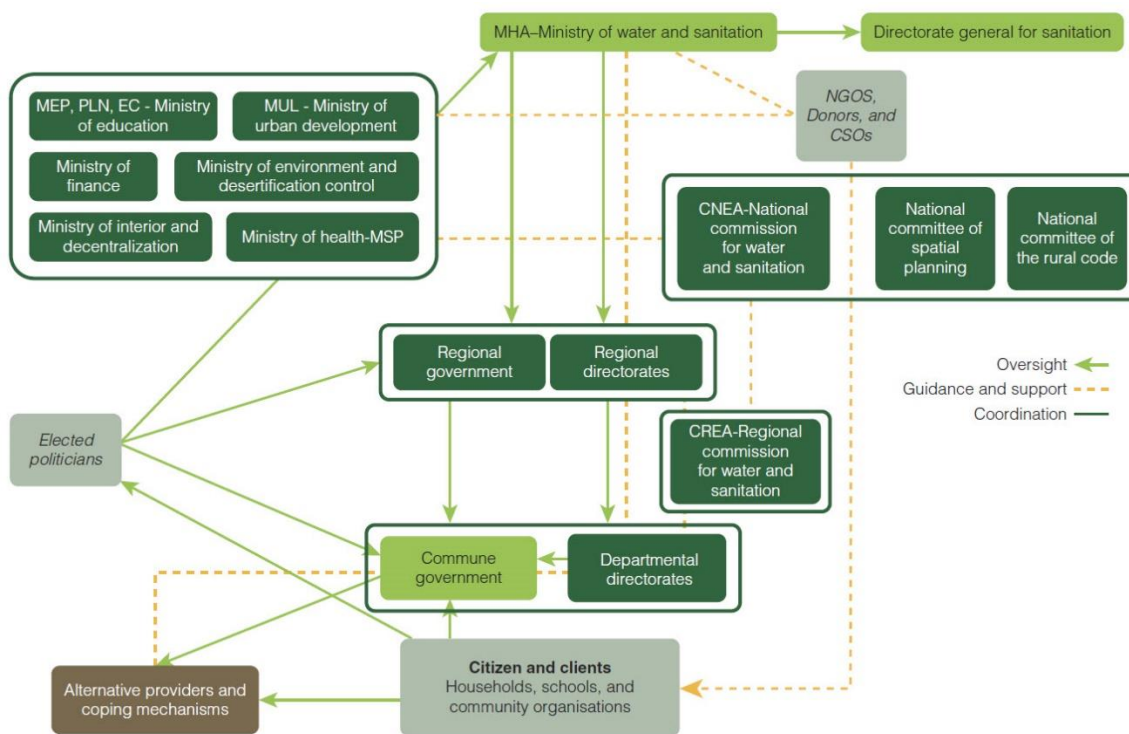 MHA–Ministry of water and sanitation
Directorate general for sanitation
MEP, PLN, EC - Ministry
of education
MUL - Ministry of
urban development
NGOS,
Donors, and
CSOs
Ministry of
finance
Ministry of environment and
desertification control
Ministry of interior and
decentralization
Ministry of health-MSP
CNEA-National
commission
for water
and sanitation
National
committee of
spatial
planning
National
committee of
the rural code
Regional
government
Regional
directorates
Oversight
Guidance and support
Coordination
Elected
politicians
CREA-Regional
commission
for water and
sanitation
Commune
government
Departmental
directorates
Citizen and clients
Households, schools, and
community organisations
Alternative providers and
coping mechanisms